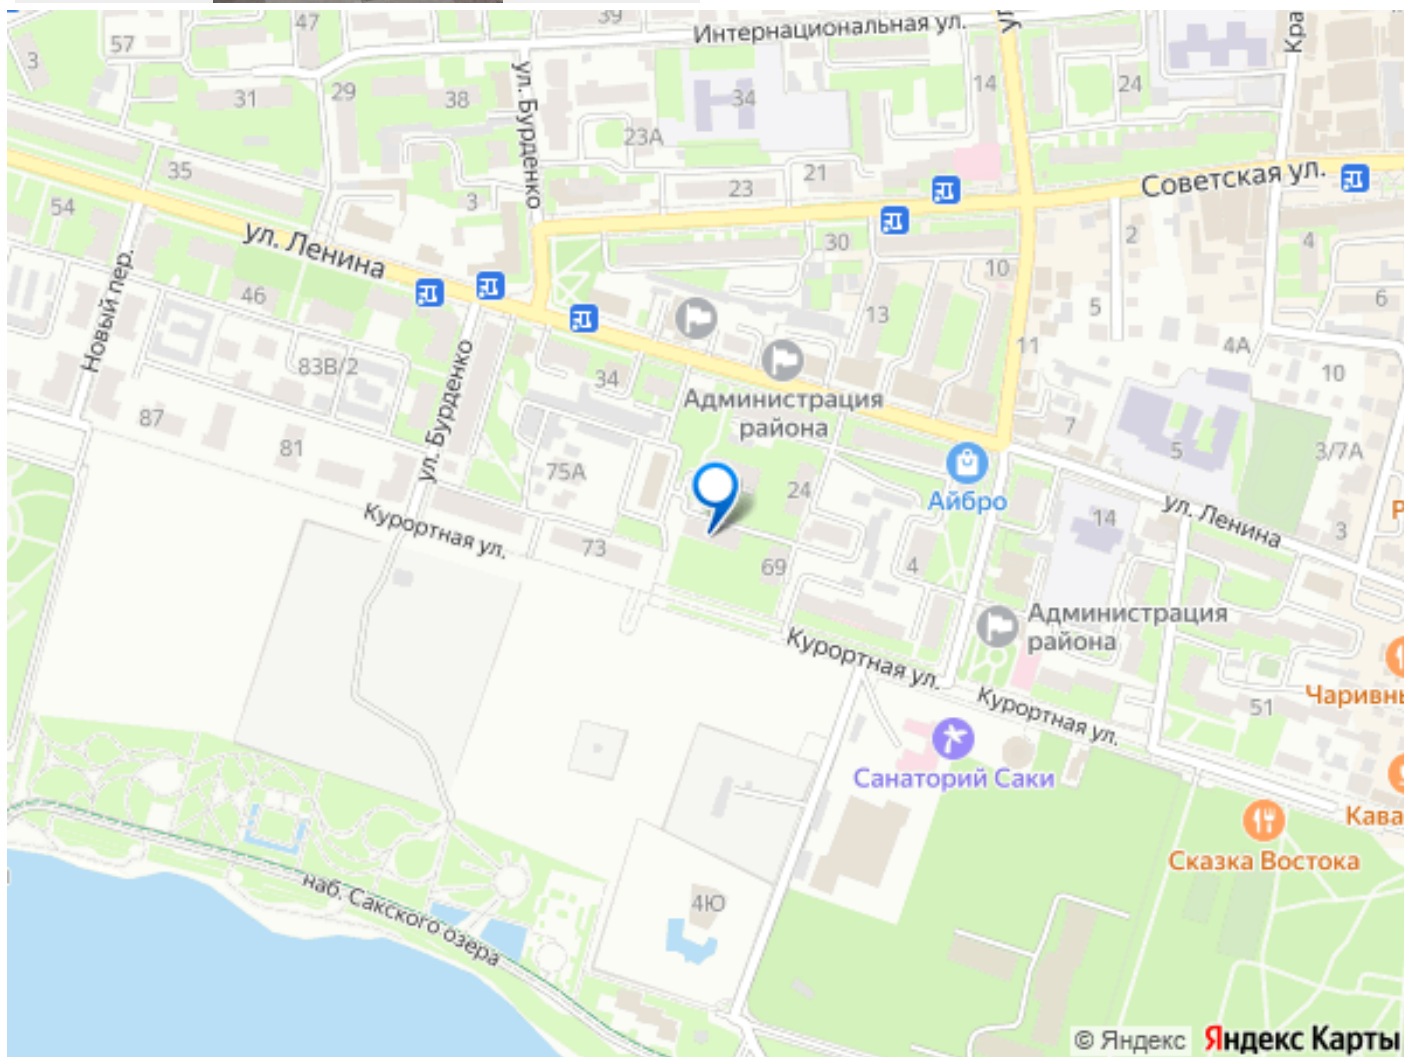 47
39
Интернациональная ул.
ул
Кра
57
3
31
29
38
ул. Бурденко
34
14
24
23А
35
3
23
21
Советская ул.
54
ул. Ленина
30
2
4
10
46
Новый пер.
13
5
6
83В/2
34
11
4А
10
Администрация
района
87
81
ул. Бурденко
75А
7
5
3/7А
24
Айбро
14
ул. Ленина
3
Р
Курортная ул.
73
69
4
Администрация
района
Курортная ул.
Курортная ул.
51
Чаривны
Санаторий Саки
Кава
Сказка Востока
наб. Сакского озера
4Ю
© Яндекс Яндекс Карты